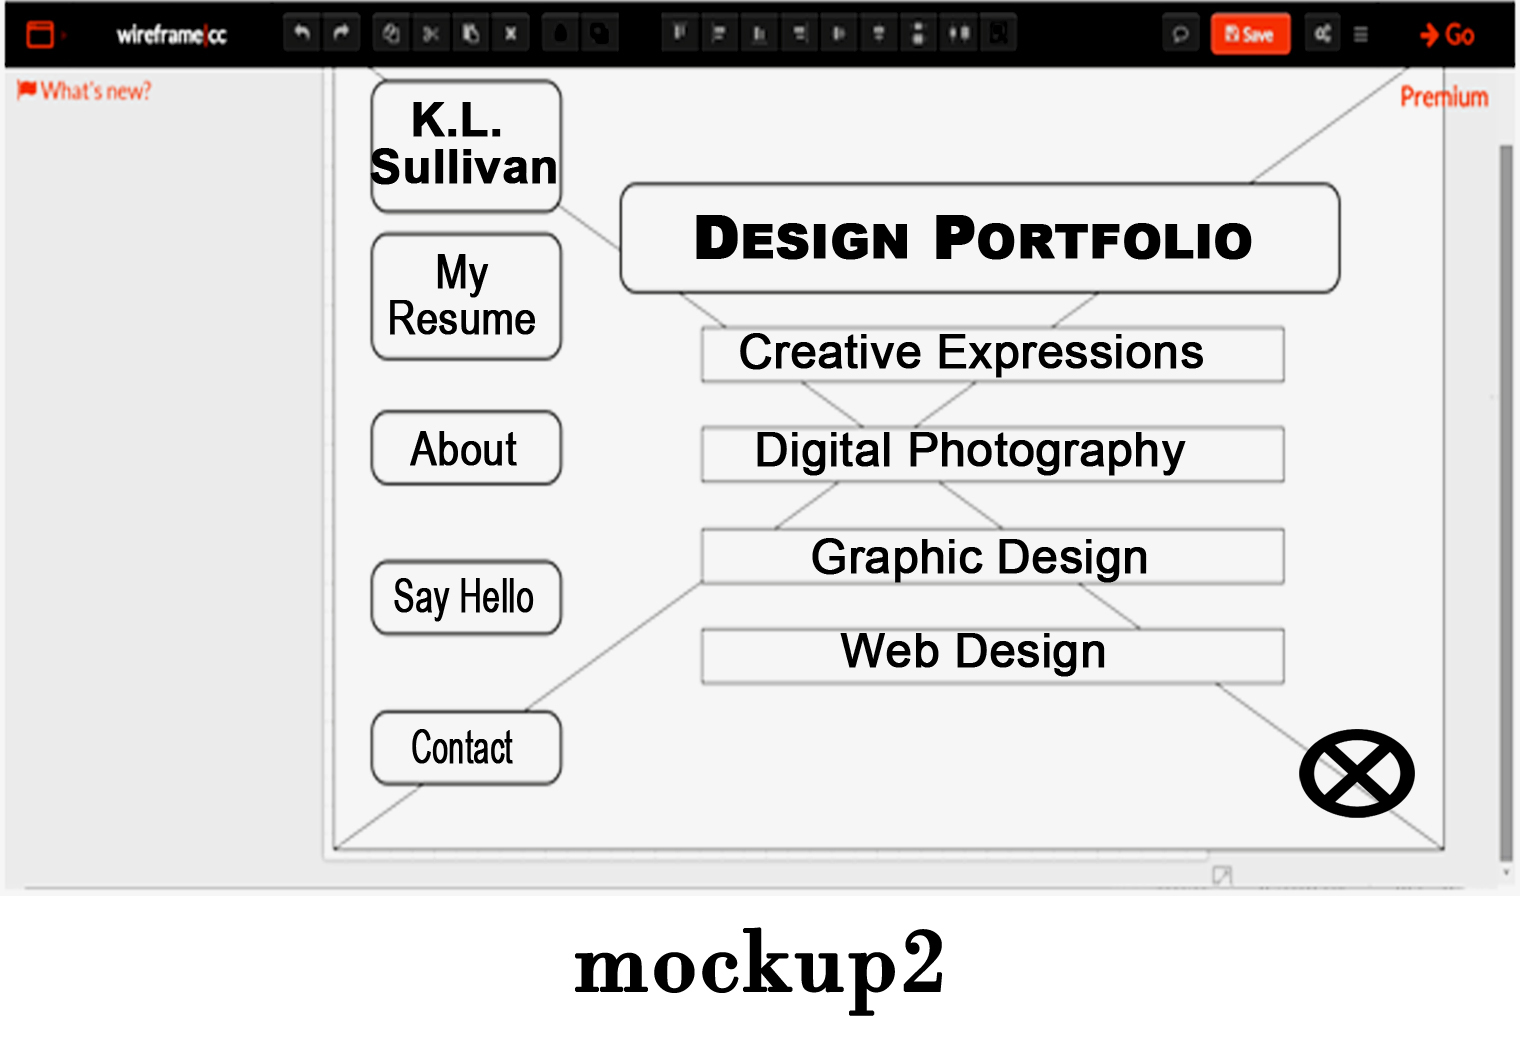 wireframe|cc
Save
Go
What's new?
Premium
K.L.
Sullivan
My
Resume
About
Say Hello
Contact
DESIGN PORTFOLIO
Creative Expressions
Digital Photography
Graphic Design
Web Design
mockup2